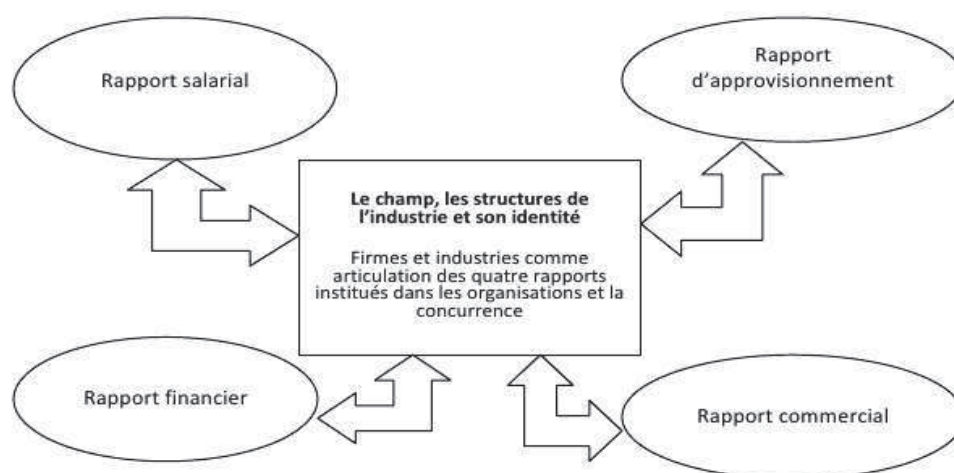 Rapport salarial
Rapport
d’approvisionnement
Le champ, les structures de
l’industrie et son identité
Firmes et industries comme
articulation des quatre rapports
institués dans les organisations et la
concurrence
Rapport financier
Rapport commercial